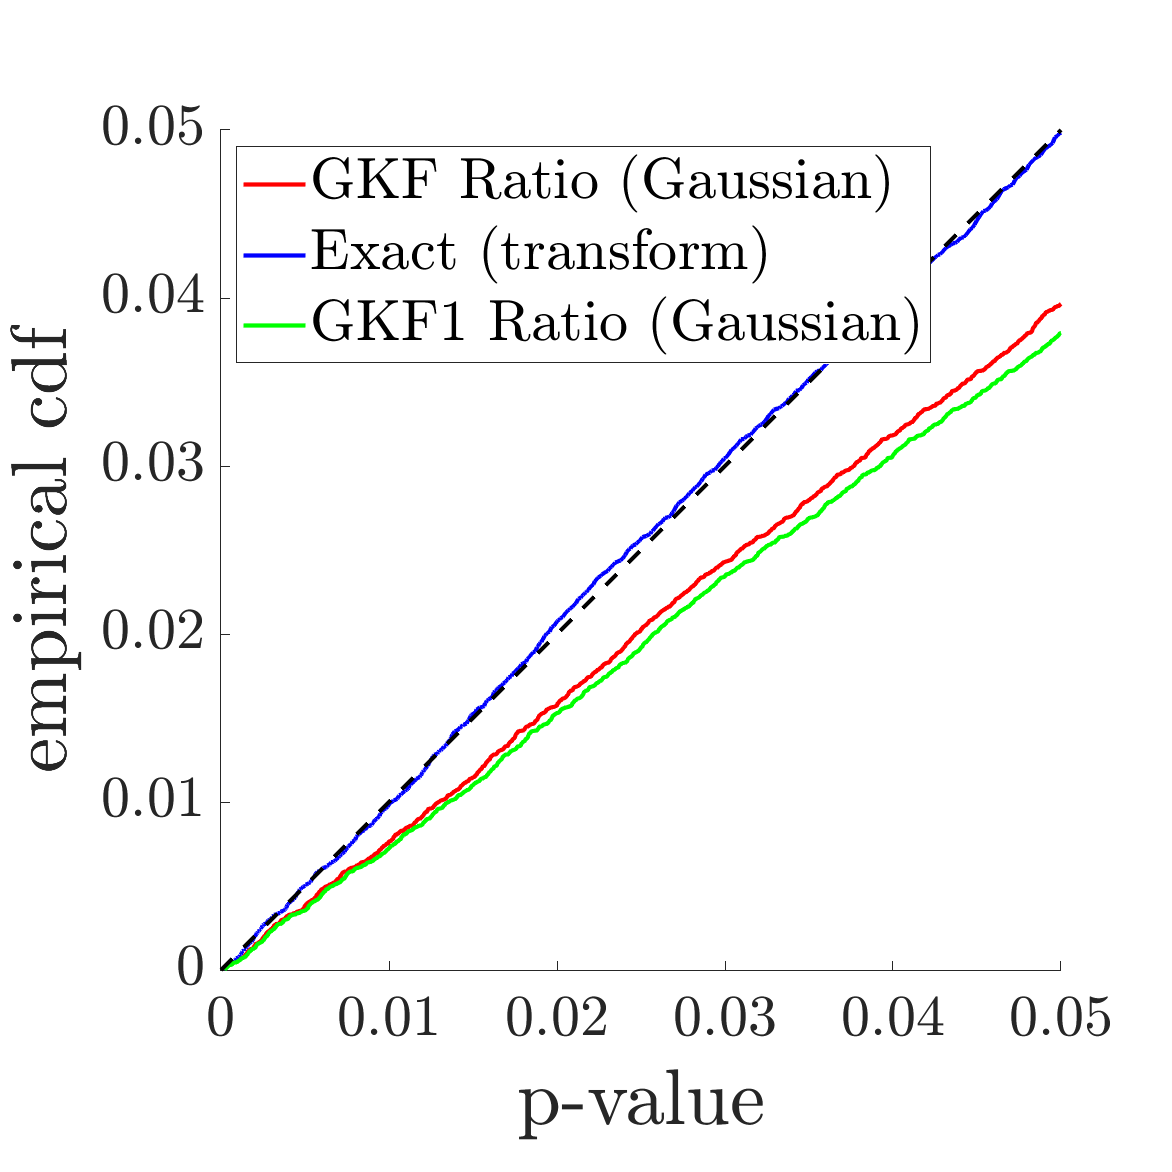 0.05
0.04
0.03
0.02
0.01
0
empirical cdf
GKF Ratio (Gaussian)
Exact (transform)
GKF1 Ratio (Gaussian)
0 0.01 0.02 0.03 0.04 0.05
p-value